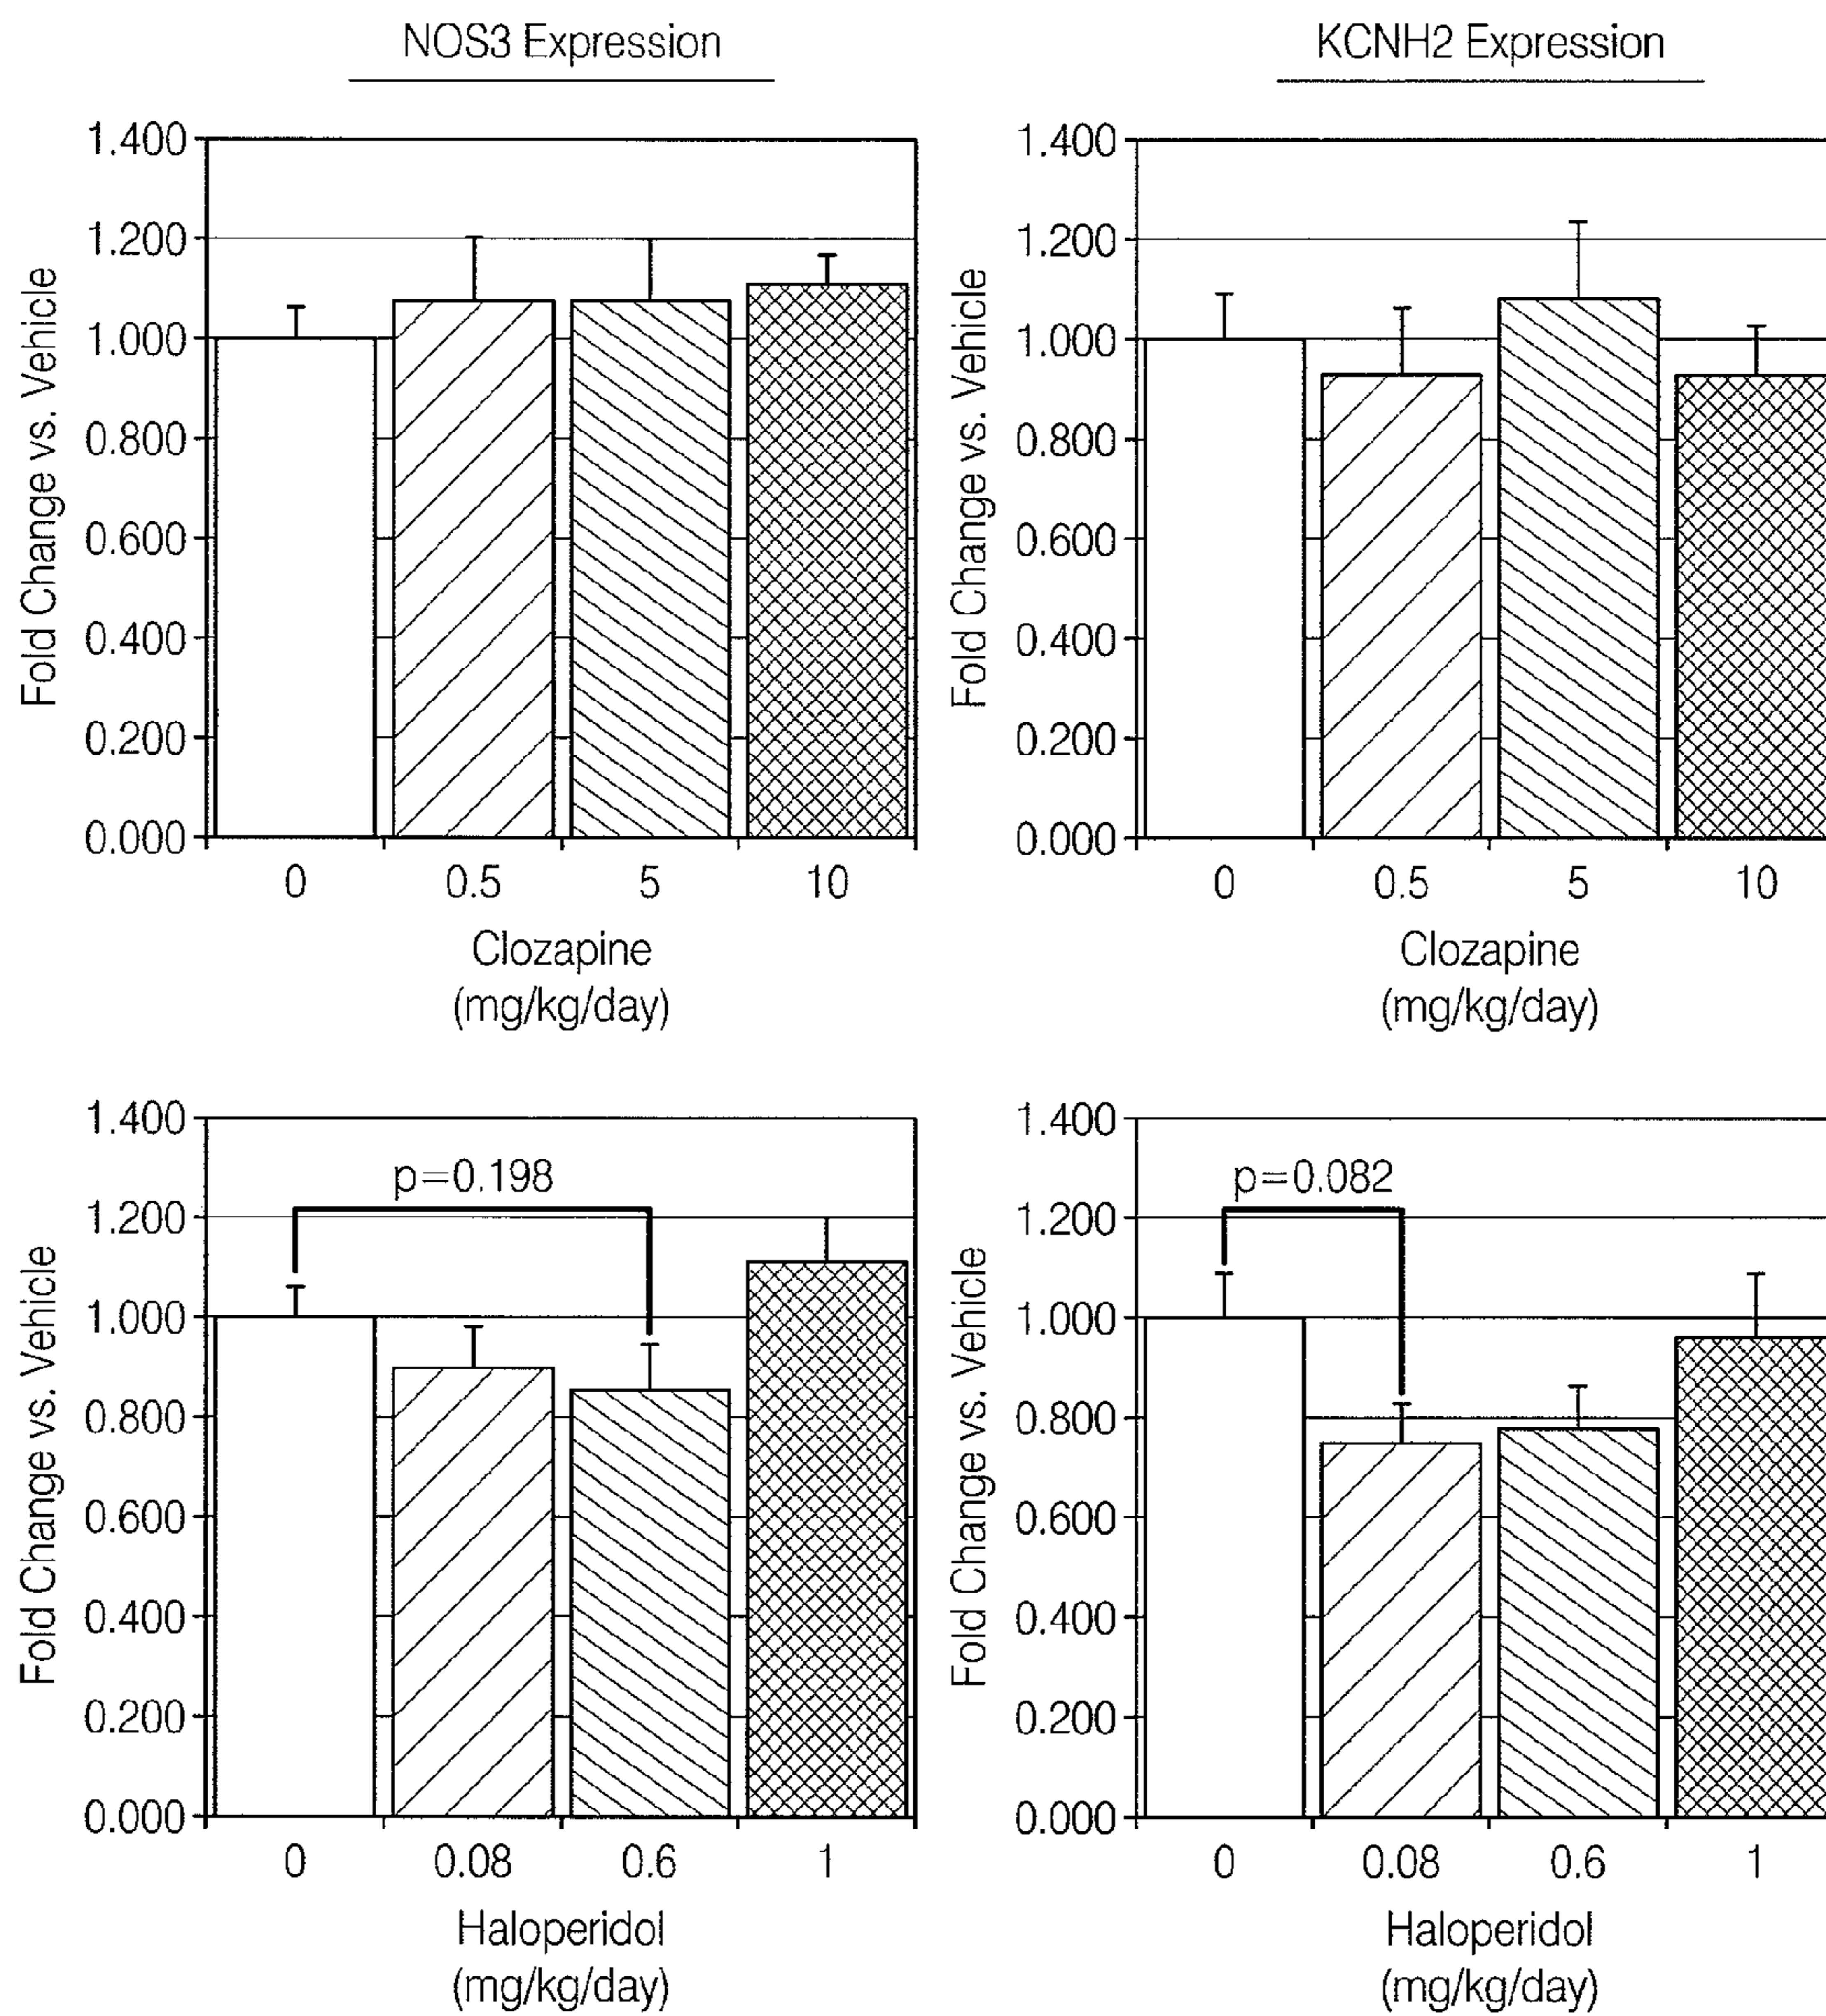 NOS3 Expression
KCNH2 Expression
Fold Change vs. Vehicle
1.400
1.200
1.000
0.800
0.600
0.400
0.200
0.000
0 0.5 5 10
Clozapine
(mg/kg/day)
Fold Change vs. Vehicle
1.400
1.200
1.000
0.800
0.600
0.400
0.200
0.000
0 0.5 5 10
Clozapine
(mg/kg/day)
Fold Change vs. Vehicle
1.400
1.200
1.000
0.800
0.600
0.400
0.200
0.000
p=0.198
0 0.08 0.6 1
Haloperidol
(mg/kg/day)
Fold Change vs. Vehicle
1.400
1.200
1.000
0.800
0.600
0.400
0.200
0.000
p=0.082
0 0.08 0.6 1
Haloperidol
(mg/kg/day)